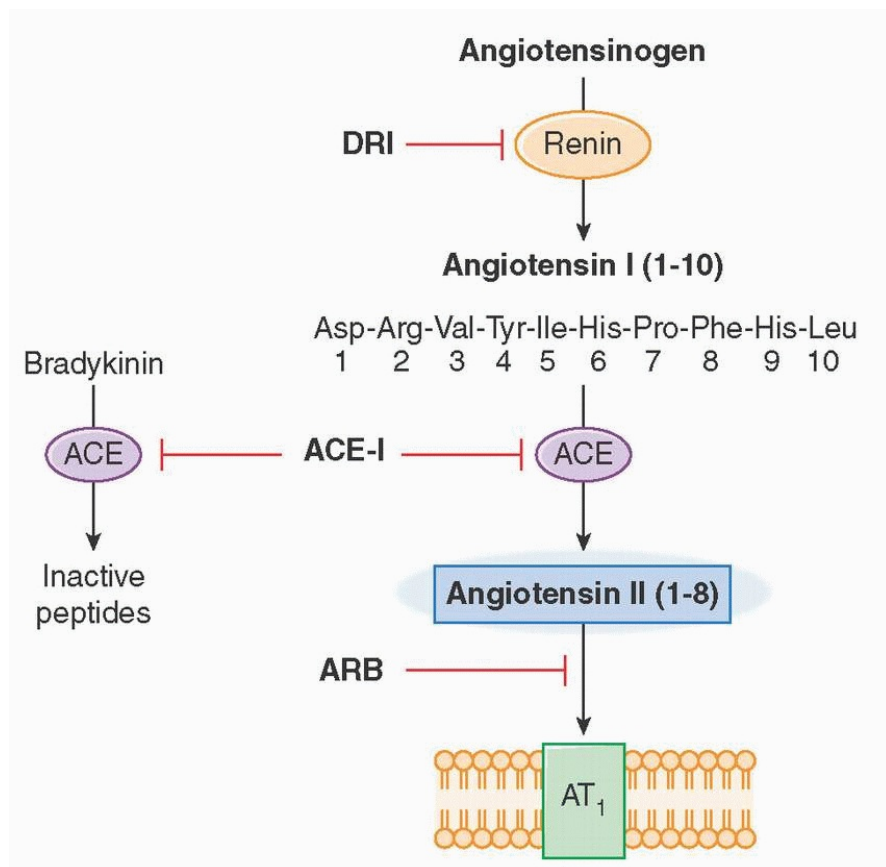 Angiotensinogen
DRI
Renin
Angiotensin I (1-10)
Asp-Arg-Val-Tyr-Ile-His-Pro-Phe-His-Leu
1 2 3 4 5 6 7 8 9 10
Bradykinin
ACE
ACE-I
ACE
Inactive
peptides
Angiotensin II (1-8)
ARB
AT1